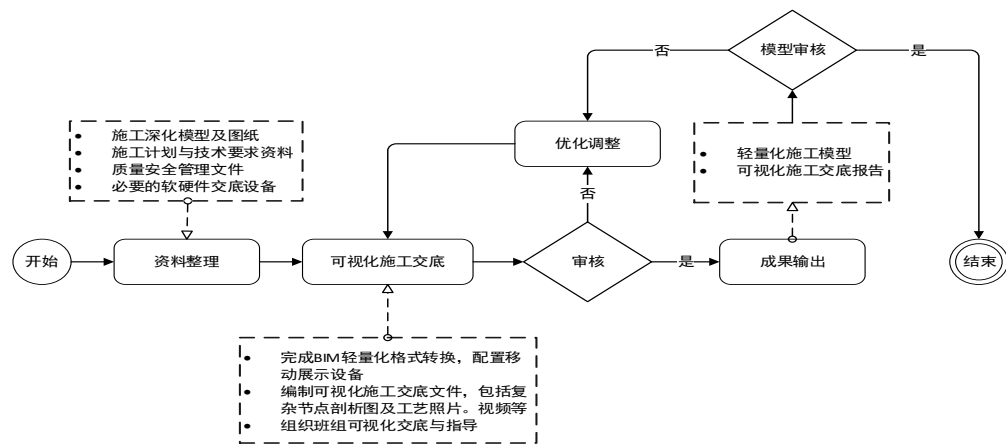 模型审核
否
是
施工深化模型及图纸
施工计划与技术要求资料
质量安全管理文件
必要的软硬件交底设备
优化调整
轻量化施工模型
可视化施工交底报告
否
开始
资料整理
可视化施工交底
审核
是
成果输出
结束
完成BIM轻量化格式转换，配置移
动展示设备
编制可视化施工交底文件，包括复
杂节点剖析图及工艺照片。视频等
组织班组可视化交底与指导